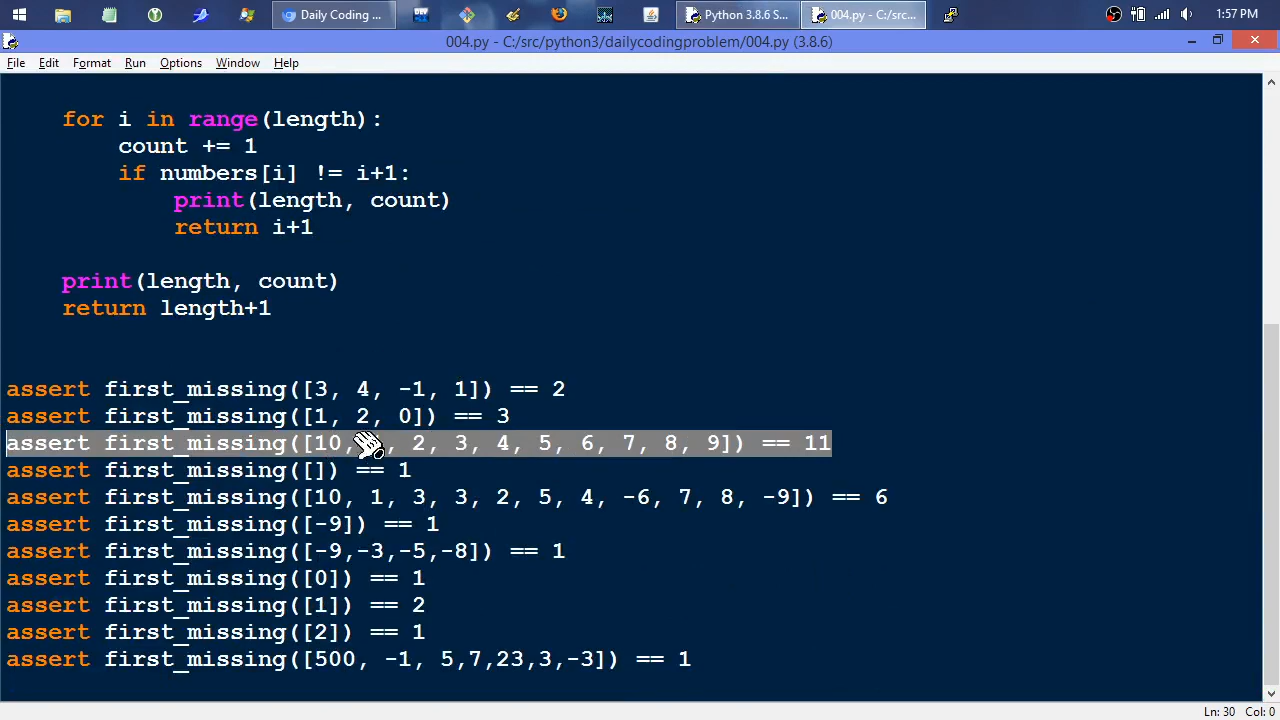 Daily Coding ...
Python 3.8.6 S...
004.py - C:/src...
1:57 PM
004.py - C:/src/python3/dailycodingproblem/004.py (3.8.6)
File Edit Format Run Options Window Help
for i in range(length):
count += 1
if numbers[i] != i+1:
print(length, count)
return i+1
print(length, count)
return length+1
assert first_missing([3, 4, -1, 1]) == 2
assert first_missing([1, 2, 0]) == 3
assert first_missing([10, , 2, 3, 4, 5, 6, 7, 8, 9]) == 11
assert first_missing([]) == 1
assert first_missing([10, 1, 3, 3, 2, 5, 4, -6, 7, 8, -9]) == 6
assert first_missing([-9]) == 1
assert first_missing([-9,-3,-5,-8]) == 1
assert first_missing([0]) == 1
assert first_missing([1]) == 2
assert first_missing([2]) == 1
assert first_missing([500, -1, 5,7,23,3,-3]) == 1
Ln: 30 Col: 0